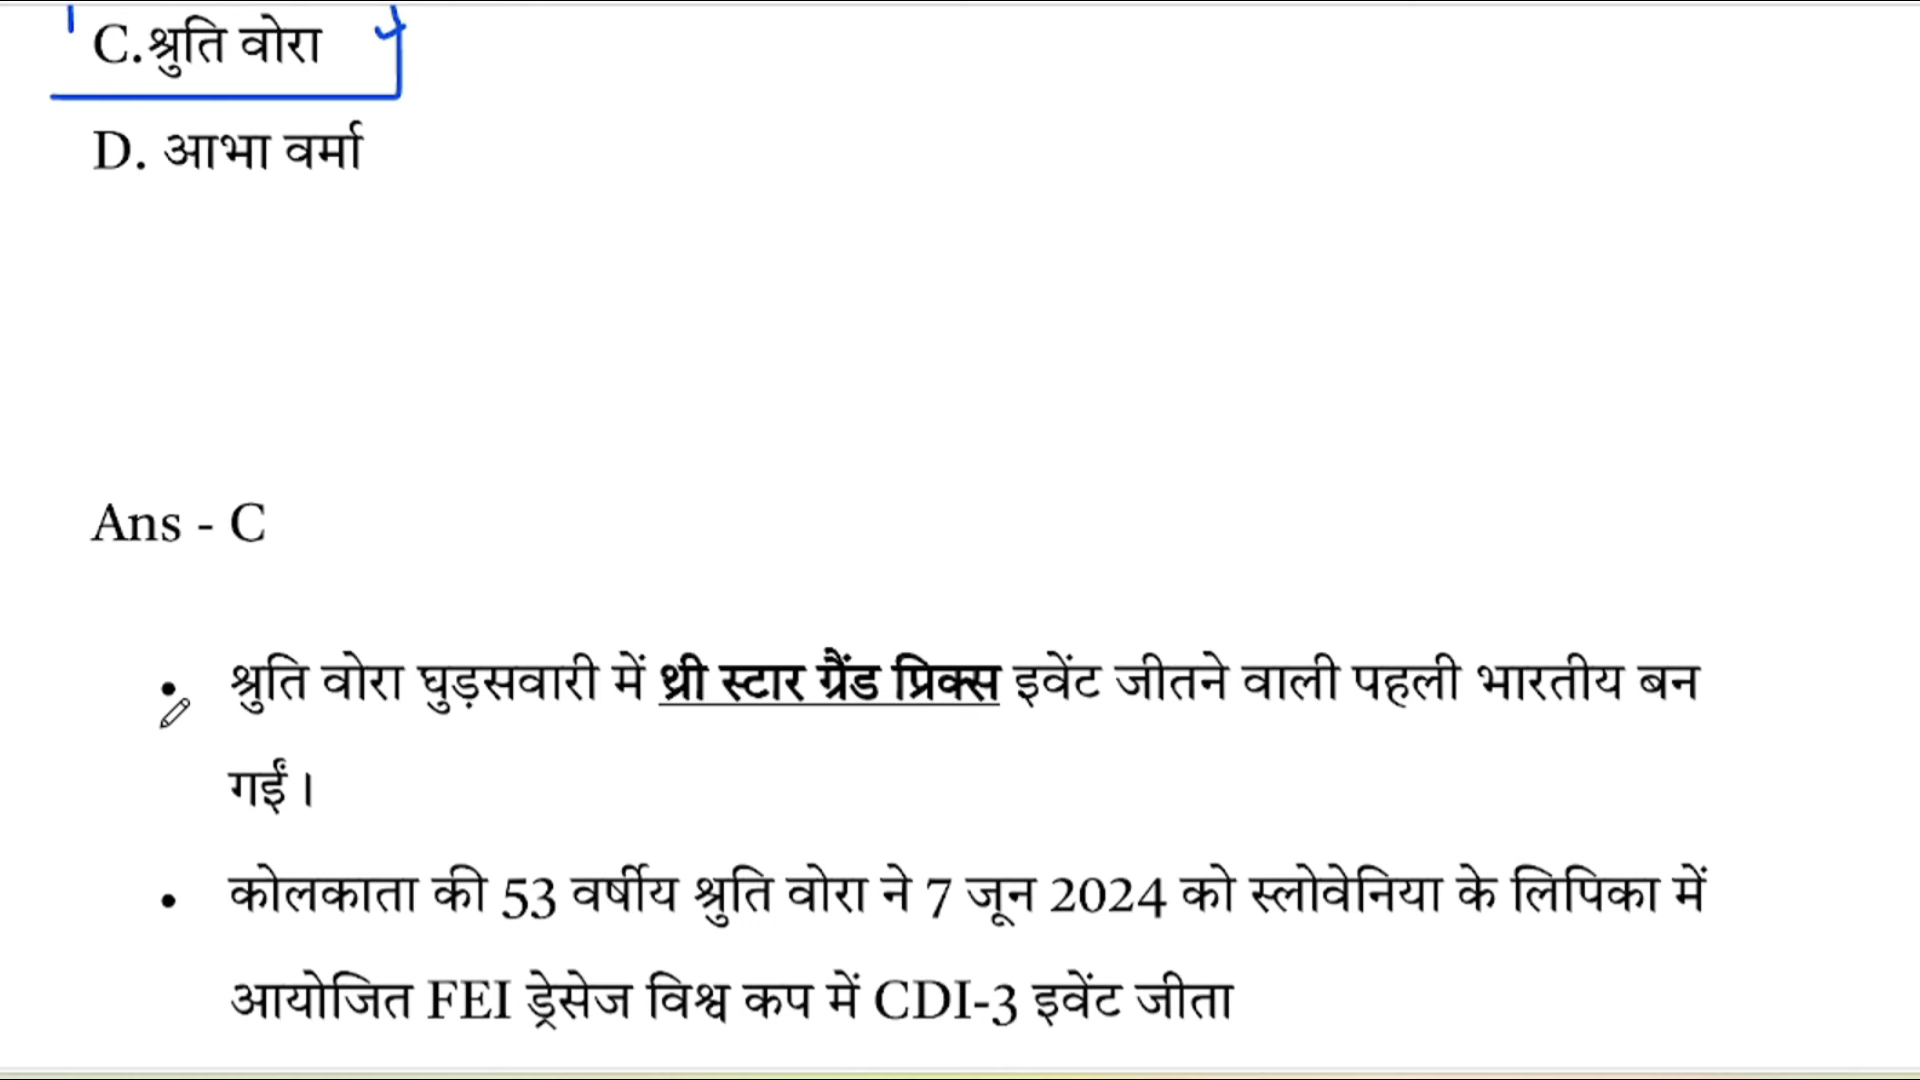 C.श्रुति वोरा
D. आभा वर्मा
Ans - C
• श्रुति वोरा घुड़सवारी में थ्री स्टार ग्रैंड प्रिक्स इवेंट जीतने वाली पहली भारतीय बन
गईं।
• कोलकाता की 53 वर्षीय श्रुति वोरा ने 7 जून 2024 को स्लोवेनिया के लिपिका में
आयोजित FEI ड्रेसेज विश्व कप में CDI-3 इवेंट जीता